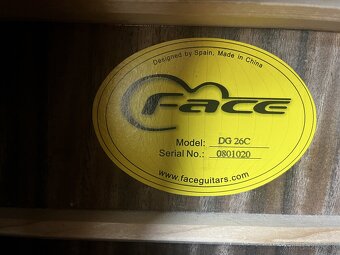 Designed by Spain, Made in China
Face
Model: DG 26C
Serial No.: 0801020
www.faceguitars.com